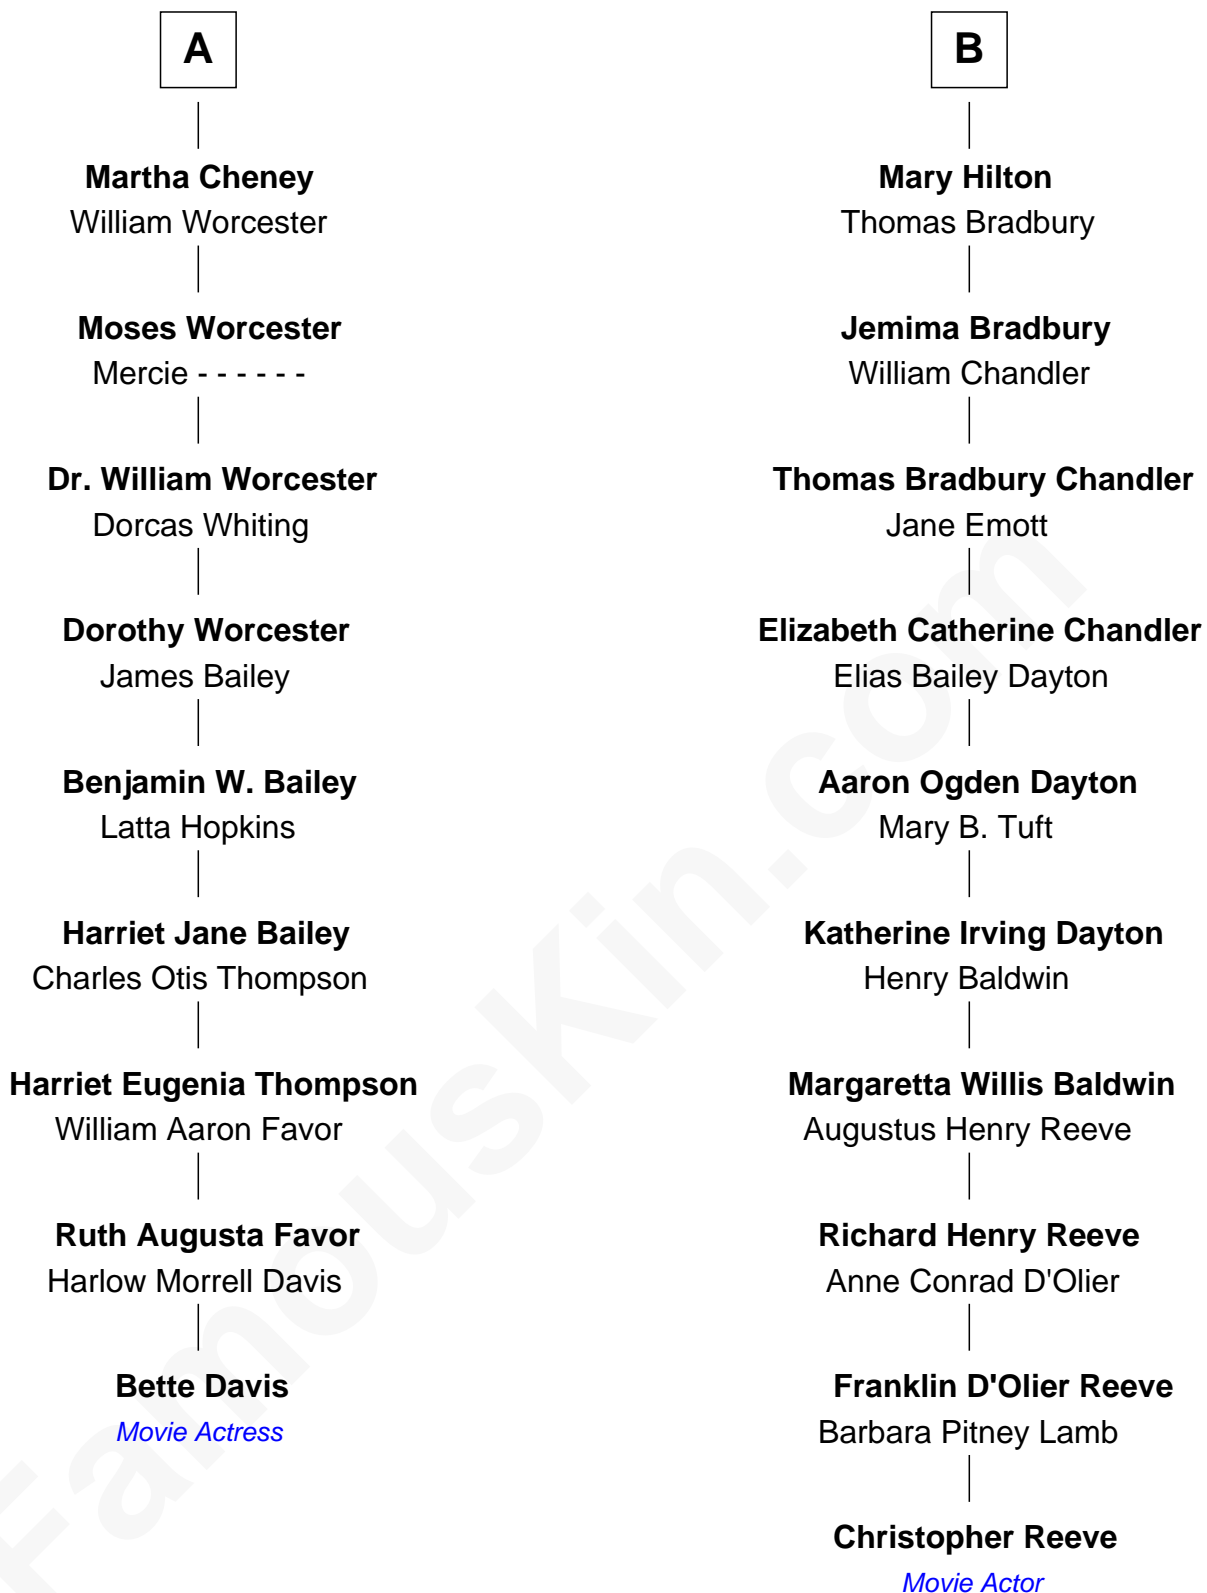 A
Martha Cheney
William Worcester
Moses Worcester
Mercie - - - - - -
Dr. William Worcester
Dorcas Whiting
Dorothy Worcester
James Bailey
Benjamin W. Bailey
Latta Hopkins
Harriet Jane Bailey
Charles Otis Thompson
Harriet Eugenia Thompson
William Aaron Favor
Ruth Augusta Favor
Harlow Morrell Davis
Bette Davis
Movie Actress
B
Mary Hilton
Thomas Bradbury
Jemima Bradbury
William Chandler
Thomas Bradbury Chandler
Jane Emott
Elizabeth Catherine Chandler
Elias Bailey Dayton
Aaron Ogden Dayton
Mary B. Tuft
Katherine Irving Dayton
Henry Baldwin
Margaretta Willis Baldwin
Augustus Henry Reeve
Richard Henry Reeve
Anne Conrad D'Olier
Franklin D'Olier Reeve
Barbara Pitney Lamb
Christopher Reeve
Movie Actor
FamousKin.com